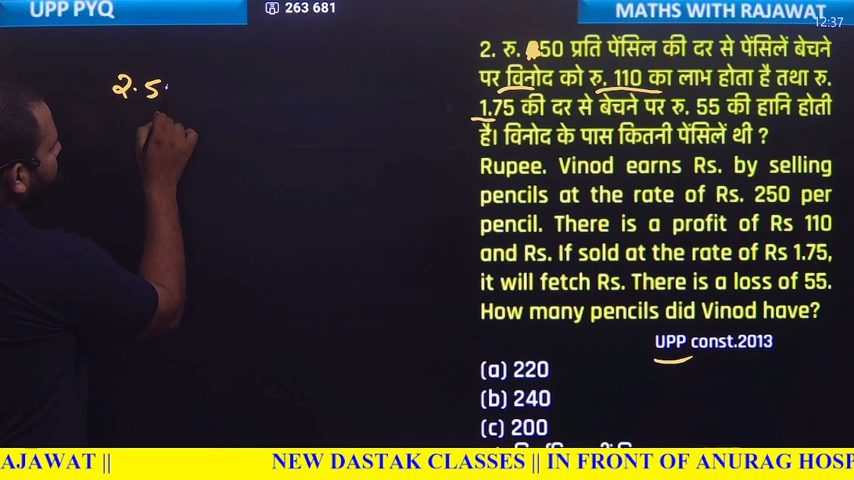 UPP PYQ
263 681
MATHS WITH RAJAWAT
12:37
2. रु. 50 प्रति पेंसिल की दर से पेंसिलें बेचने
पर विनोद को रु. 110 का लाभ होता है तथा रु.
1.75 की दर से बेचने पर रु. 55 की हानि होती
है। विनोद के पास कितनी पेंसिलें थी ?
Rupee. Vinod earns Rs. by selling
pencils at the rate of Rs. 250 per
pencil. There is a profit of Rs 110
and Rs. If sold at the rate of Rs 1.75,
it will fetch Rs. There is a loss of 55.
How many pencils did Vinod have?
UPP const.2013
(a) 220
(b) 240
(c) 200
2.5
AJAWAT || NEW DASTAK CLASSES || IN FRONT OF ANURAG HOSP